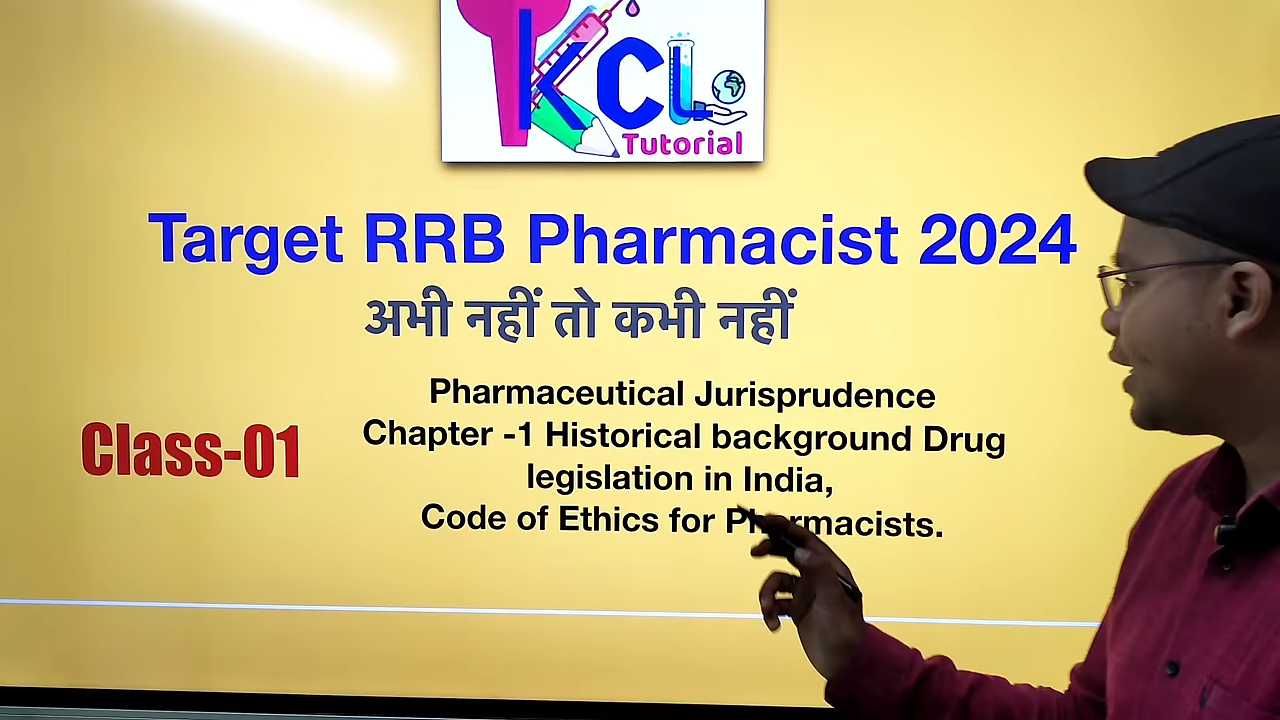 KCL
Tutorial
Target RRB Pharmacist 2024
अभी नहीं तो कभी नहीं
Class-01
Pharmaceutical Jurisprudence
Chapter -1 Historical background Drug
legislation in India,
Code of Ethics for Pharmacists.